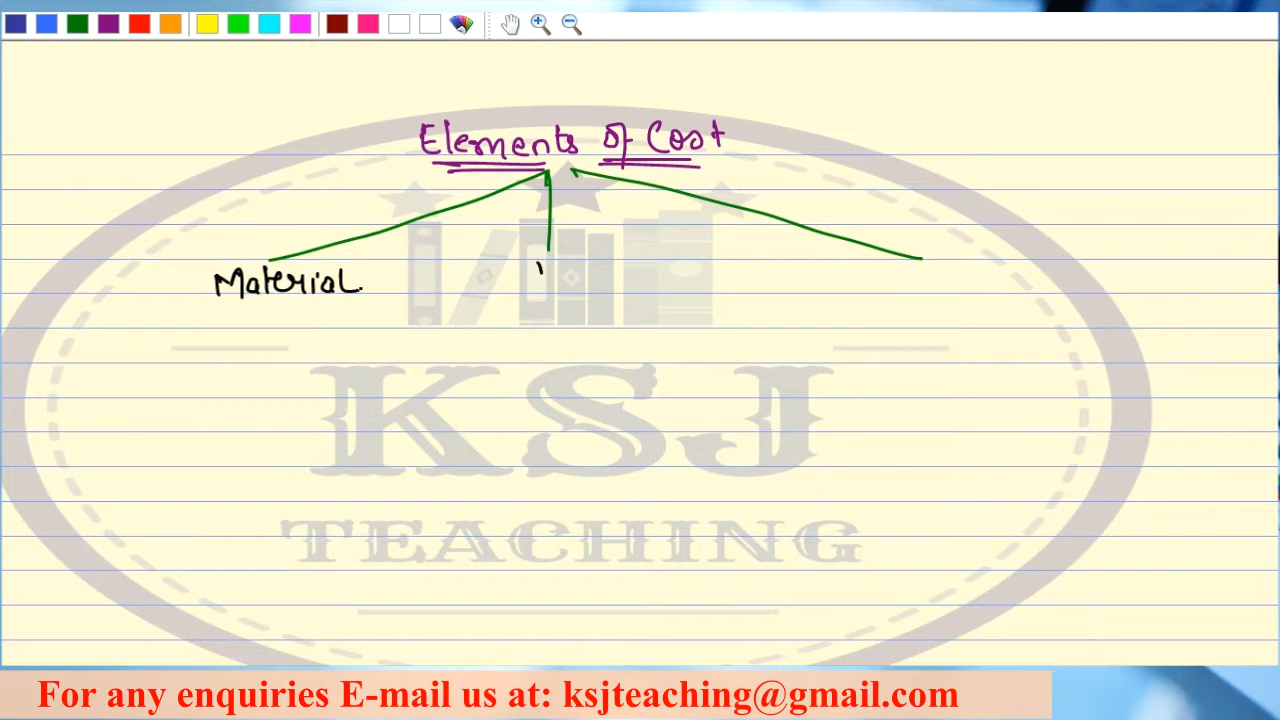 Elements of Cost
Material
KSJ
TEACHING
For any enquiries E-mail us at: ksjteaching@gmail.com